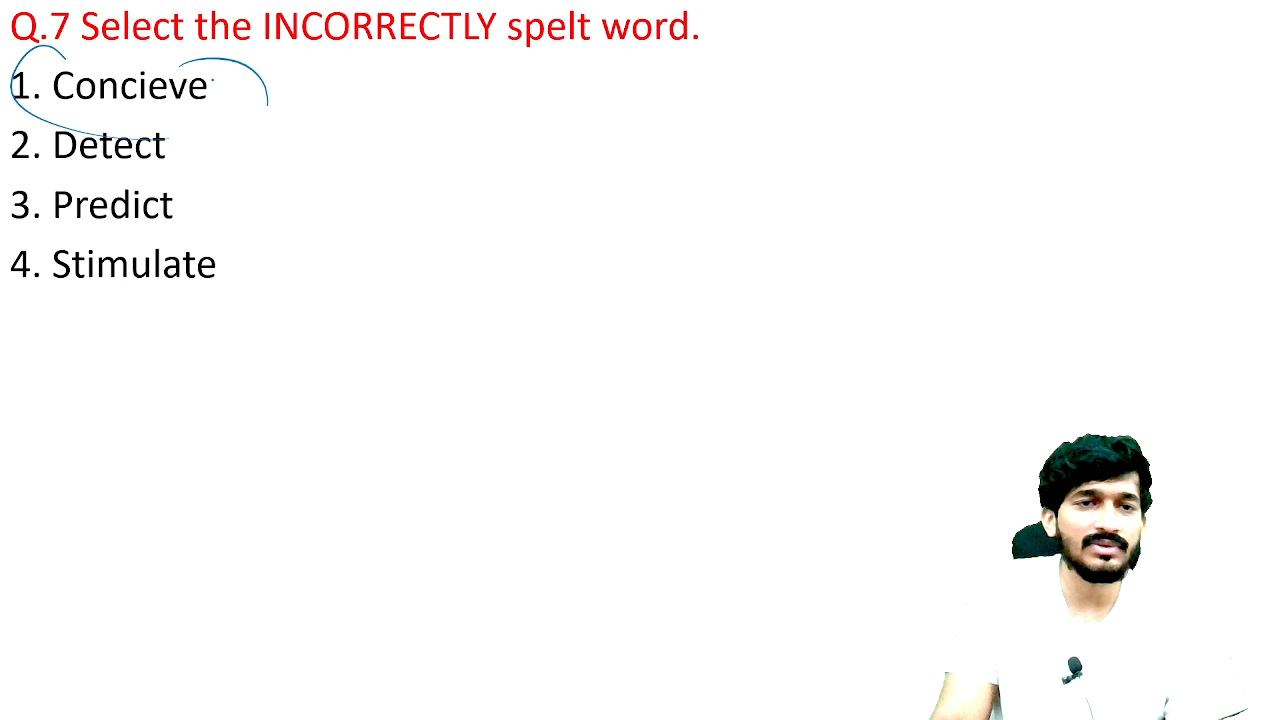 Q.7 Select the INCORRECTLY spelt word.
1. Concieve
2. Detect
3. Predict
4. Stimulate